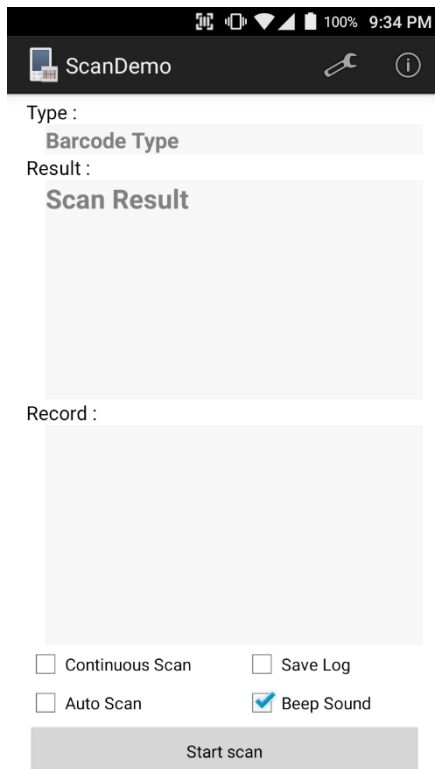 100% 9:34 PM
ScanDemo
Type :
Barcode Type
Result :
Scan Result
Record :
Continuous Scan Save Log
Auto Scan Beep Sound
Start scan